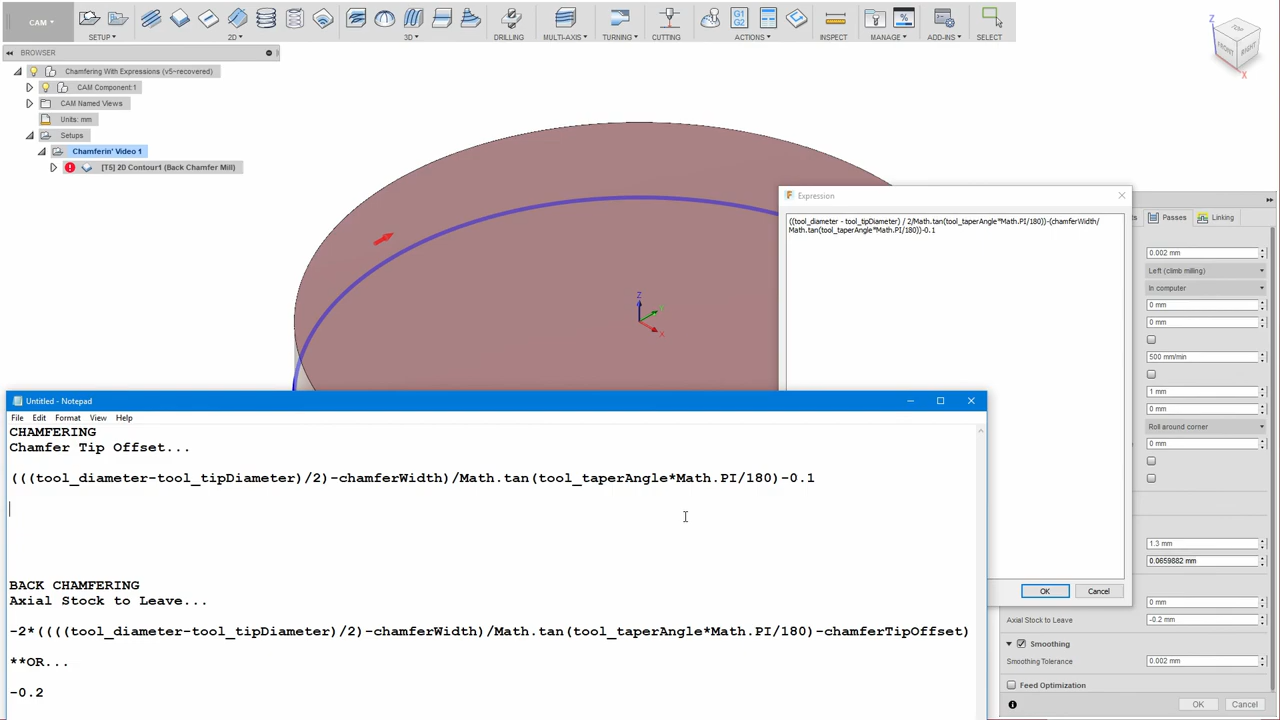 CAM
SETUP
2D
3D
DRILLING
MULTI-AXIS
TURNING
CUTTING
G1
G2
ACTIONS
INSPECT
MANAGE
ADD-INS
SELECT
BROWSER
Z
TOP
FRONT
RIGHT
X
Chamfering With Expressions (v5-recovered)
CAM Component:1
CAM Named Views
Units: mm
Setups
Chamferin' Video 1
[T5] 2D Contour1 (Back Chamfer Mill)
Z
X
Expression
((tool_diameter - tool_tipDiameter) / 2/Math.tan(tool_taperAngle*Math.PI/180))-(chamferWidth/
Math.tan(tool_taperAngle*Math.PI/180))-0.1
OK
Cancel
Passes
Linking
0.002 mm
Left (climb milling)
In computer
0 mm
0 mm
500 mm/min
1 mm
0 mm
Roll around corner
0 mm
1.3 mm
0.0659882 mm
0 mm
Axial Stock to Leave
-0.2 mm
Smoothing
Smoothing Tolerance
0.002 mm
Feed Optimization
OK
Cancel
Untitled - Notepad
File Edit Format View Help
CHAMFERING
Chamfer Tip Offset...
(((tool_diameter-tool_tipDiameter)/2)-chamferWidth)/Math.tan(tool_taperAngle*Math.PI/180)-0.1
BACK CHAMFERING
Axial Stock to Leave...
-2*((((tool_diameter-tool_tipDiameter)/2)-chamferWidth)/Math.tan(tool_taperAngle*Math.PI/180)-chamferTipOffset)
**OR...
-0.2